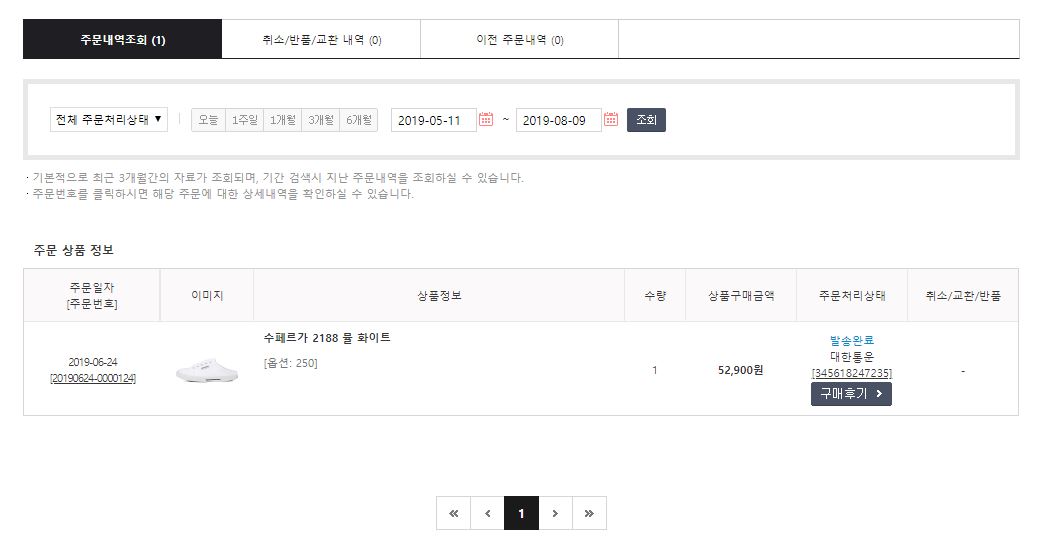 주문내역조회 (1)
취소/반품/교환 내역 (0)
이전 주문내역 (0)
전체 주문처리상태 ▼
오늘 1주일 1개월 3개월 6개월
2019-05-11 ~ 2019-08-09 조회
· 기본적으로 최근 3개월간의 자료가 조회되며, 기간 검색시 지난 주문내역을 조회하실 수 있습니다.
· 주문번호를 클릭하시면 해당 주문에 대한 상세내역을 확인하실 수 있습니다.
주문 상품 정보
주문일자
[주문번호]
이미지
상품정보
수량
상품구매금액
주문처리상태
취소/교환/반품
2019-06-24
[20190624-0000124]
수페르가 2188 뮬 화이트
[옵션: 250]
1
52,900원
발송완료
대한통운
[345618247235]
구매후기 >
-
« ‹ 1 › »